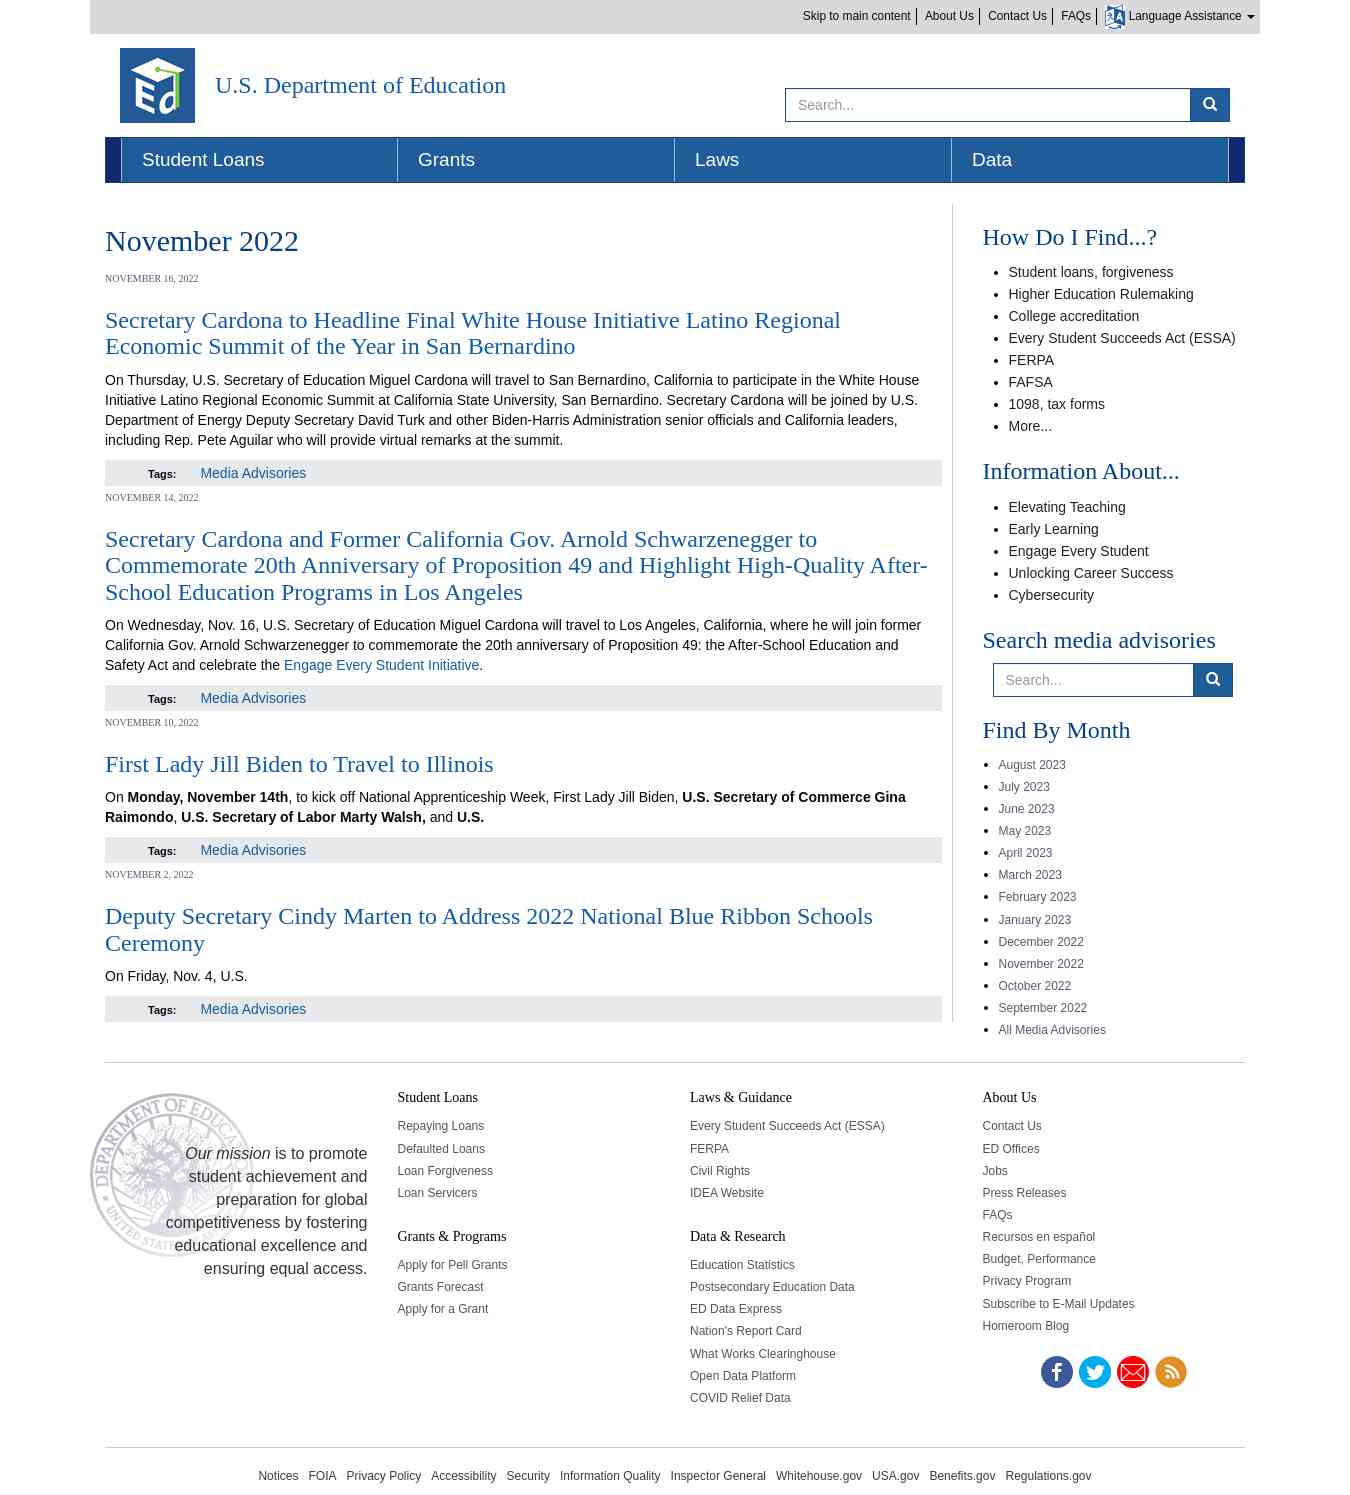 Skip to main content
About Us
Contact Us
FAQs
Language Assistance
U.S. Department of Education
Search...
Student Loans
Grants
Laws
Data
November 2022
NOVEMBER 16, 2022
Secretary Cardona to Headline Final White House Initiative Latino Regional
Economic Summit of the Year in San Bernardino
On Thursday, U.S. Secretary of Education Miguel Cardona will travel to San Bernardino, California to participate in the White House
Initiative Latino Regional Economic Summit at California State University, San Bernardino. Secretary Cardona will be joined by U.S.
Department of Energy Deputy Secretary David Turk and other Biden-Harris Administration senior officials and California leaders,
including Rep. Pete Aguilar who will provide virtual remarks at the summit.
Tags: Media Advisories
NOVEMBER 14, 2022
Secretary Cardona and Former California Gov. Arnold Schwarzenegger to
Commemorate 20th Anniversary of Proposition 49 and Highlight High-Quality After-
School Education Programs in Los Angeles
On Wednesday, Nov. 16, U.S. Secretary of Education Miguel Cardona will travel to Los Angeles, California, where he will join former
California Gov. Arnold Schwarzenegger to commemorate the 20th anniversary of Proposition 49: the After-School Education and
Safety Act and celebrate the Engage Every Student Initiative.
Tags: Media Advisories
NOVEMBER 10, 2022
First Lady Jill Biden to Travel to Illinois
On Monday, November 14th, to kick off National Apprenticeship Week, First Lady Jill Biden, U.S. Secretary of Commerce Gina
Raimondo, U.S. Secretary of Labor Marty Walsh, and U.S.
Tags: Media Advisories
NOVEMBER 2, 2022
Deputy Secretary Cindy Marten to Address 2022 National Blue Ribbon Schools
Ceremony
On Friday, Nov. 4, U.S.
Tags: Media Advisories
How Do I Find...?
Student loans, forgiveness
Higher Education Rulemaking
College accreditation
Every Student Succeeds Act (ESSA)
FERPA
FAFSA
1098, tax forms
More...
Information About...
Elevating Teaching
Early Learning
Engage Every Student
Unlocking Career Success
Cybersecurity
Search media advisories
Search...
Find By Month
August 2023
July 2023
June 2023
May 2023
April 2023
March 2023
February 2023
January 2023
December 2022
November 2022
October 2022
September 2022
All Media Advisories
Our mission is to promote
student achievement and
preparation for global
competitiveness by fostering
educational excellence and
ensuring equal access.
Student Loans
Repaying Loans
Defaulted Loans
Loan Forgiveness
Loan Servicers
Grants & Programs
Apply for Pell Grants
Grants Forecast
Apply for a Grant
Laws & Guidance
Every Student Succeeds Act (ESSA)
FERPA
Civil Rights
IDEA Website
Data & Research
Education Statistics
Postsecondary Education Data
ED Data Express
Nation's Report Card
What Works Clearinghouse
Open Data Platform
COVID Relief Data
About Us
Contact Us
ED Offices
Jobs
Press Releases
FAQs
Recursos en español
Budget, Performance
Privacy Program
Subscribe to E-Mail Updates
Homeroom Blog
Notices FOIA Privacy Policy Accessibility Security Information Quality Inspector General Whitehouse.gov USA.gov Benefits.gov Regulations.gov